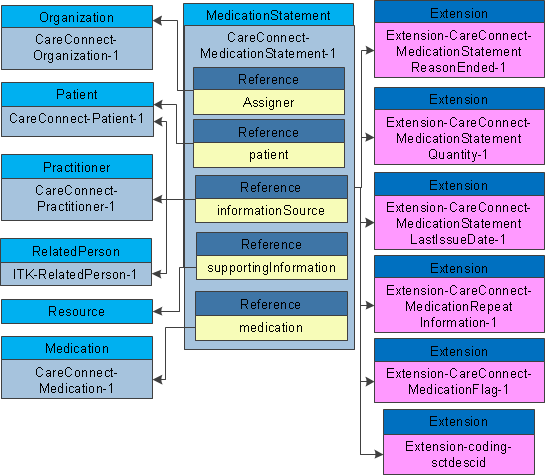 Organization
CareConnect-
Organization-1
Patient
CareConnect-Patient-1
Practitioner
CareConnect-
Practitioner-1
RelatedPerson
ITK-RelatedPerson-1
Resource
Medication
CareConnect-
Medication-1
MedicationStatement
CareConnect-
MedicationStatement-1
Reference
Assigner
Reference
patient
Reference
informationSource
Reference
supportingInformation
Reference
medication
Extension
Extension-CareConnect-
MedicationStatement
ReasonEnded-1
Extension
Extension-CareConnect-
MedicationStatement
Quantity-1
Extension
Extension-CareConnect-
MedicationStatement
LastIssueDate-1
Extension
Extension-CareConnect-
MedicationRepeat
Information-1
Extension
Extension-CareConnect-
MedicationFlag-1
Extension
Extension-coding-
sctdescid